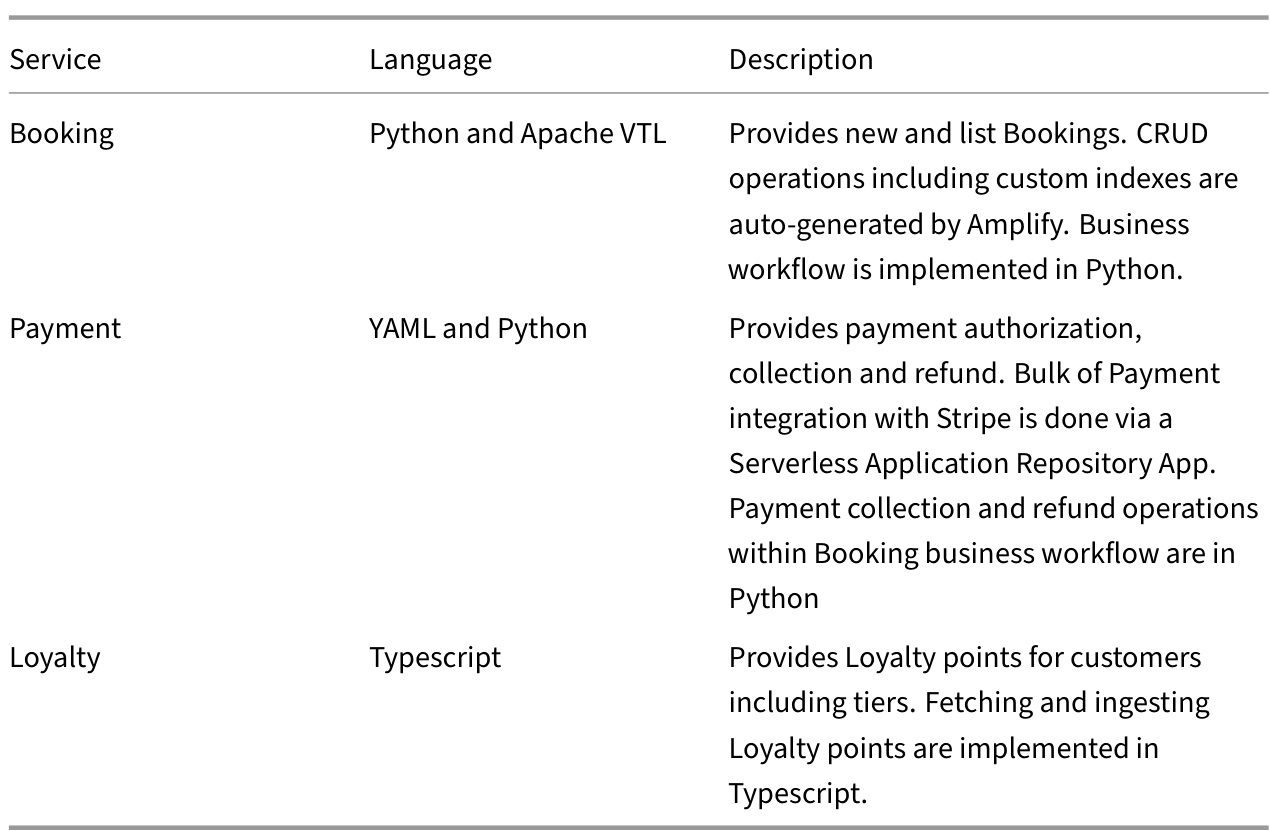 Service Language Description
Booking Python and Apache VTL Provides new and list Bookings. CRUD
operations including custom indexes are
auto-generated by Amplify. Business
workflow is implemented in Python.
Payment YAML and Python Provides payment authorization,
collection and refund. Bulk of Payment
integration with Stripe is done via a
Serverless Application Repository App.
Payment collection and refund operations
within Booking business workflow are in
Python
Loyalty Typescript Provides Loyalty points for customers
including tiers. Fetching and ingesting
Loyalty points are implemented in
Typescript.